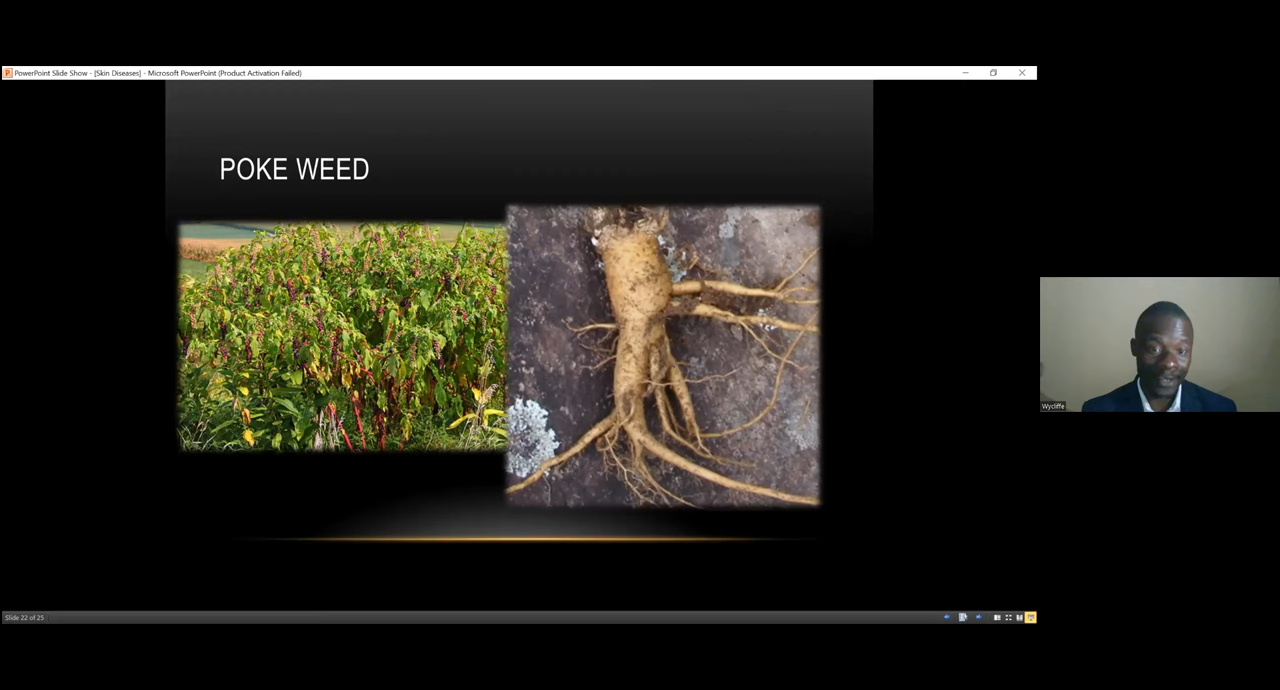 PowerPoint Slide Show - [Skin Diseases] - Microsoft PowerPoint (Product Activation Failed)
POKE WEED
Wycliffe
Slide 22 of 25